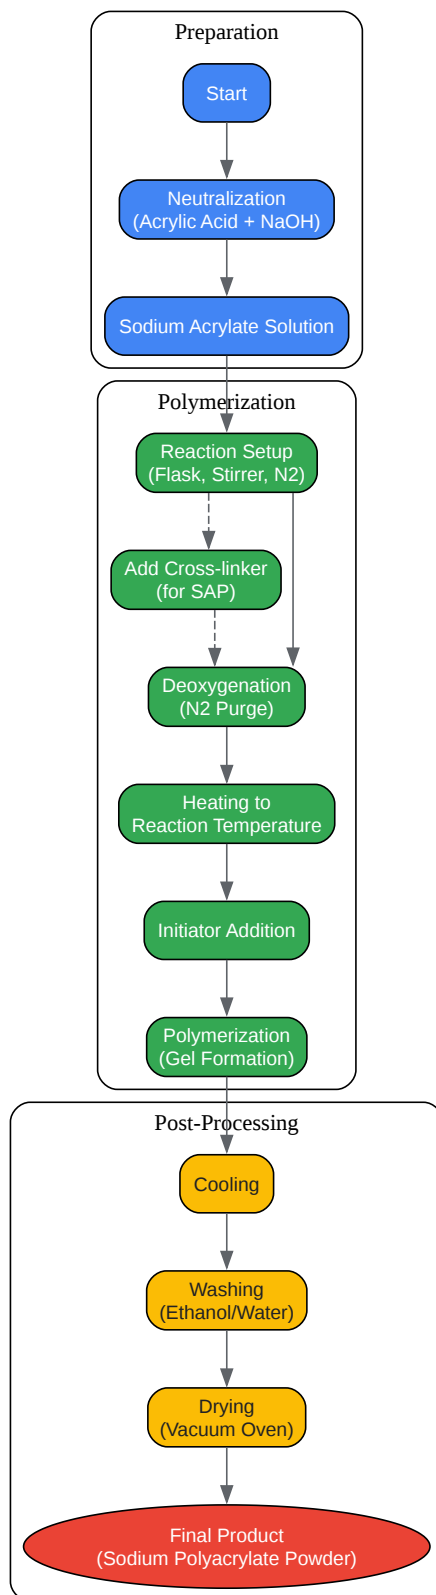 Preparation
Start
Neutralization
(Acrylic Acid + NaOH)
Sodium Acrylate Solution
Polymerization
Reaction Setup
(Flask, Stirrer, N2)
Add Cross-linker
(for SAP)
Deoxygenation
(N2 Purge)
Heating to
Reaction Temperature
Initiator Addition
Polymerization
(Gel Formation)
Post-Processing
Cooling
Washing
(Ethanol/Water)
Drying
(Vacuum Oven)
Final Product
(Sodium Polyacrylate Powder)